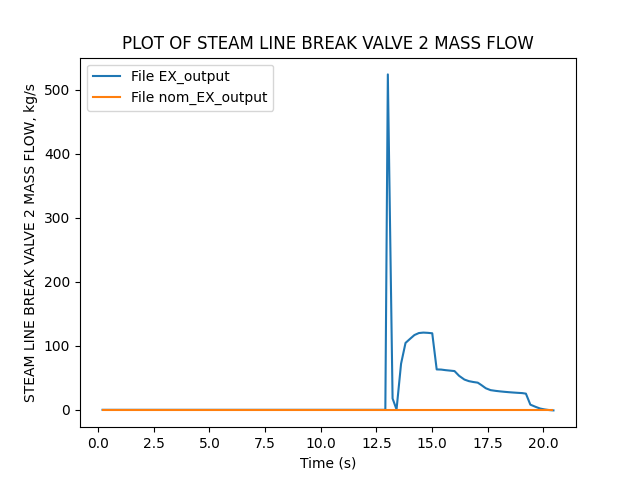 PLOT OF STEAM LINE BREAK VALVE 2 MASS FLOW
File EX_output
File nom_EX_output
STEAM LINE BREAK VALVE 2 MASS FLOW, kg/s
500
400
300
200
100
0
0.0 2.5 5.0 7.5 10.0 12.5 15.0 17.5 20.0
Time (s)